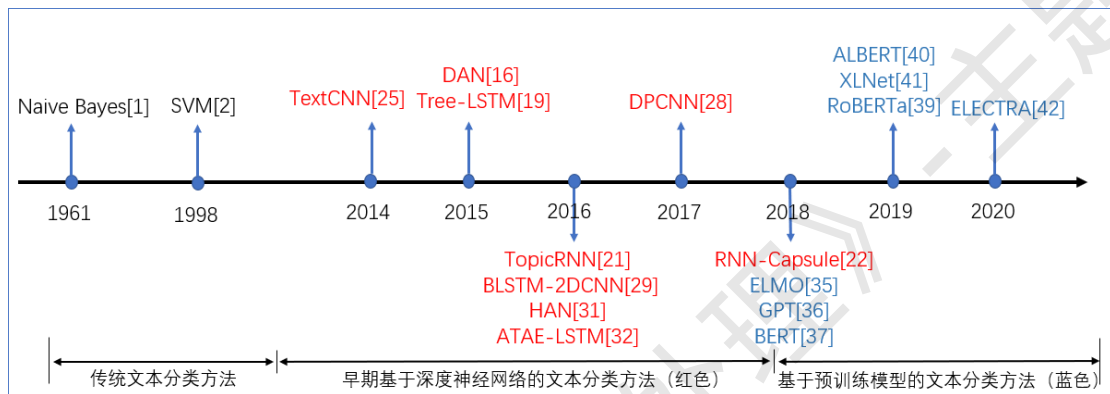 ALBERT[40]
XLNet[41]
RoBERTa[39]
DAN[16]
Tree-LSTM[19]
Naive Bayes[1]
SVM[2]
TextCNN[25]
DPCNN[28]
ELECTRA[42]
1961
1998
2014
2015
2016
2017
2018
2019
2020
TopicRNN[21]
BLSTM-2DCNN[29]
HAN[31]
ATAE-LSTM[32]
RNN-Capsule[22]
ELMO[35]
GPT[36]
BERT[37]
传统文本分类方法
早期基于深度神经网络的文本分类方法（红色）
基于预训练模型的文本分类方法（蓝色）
理》-主题